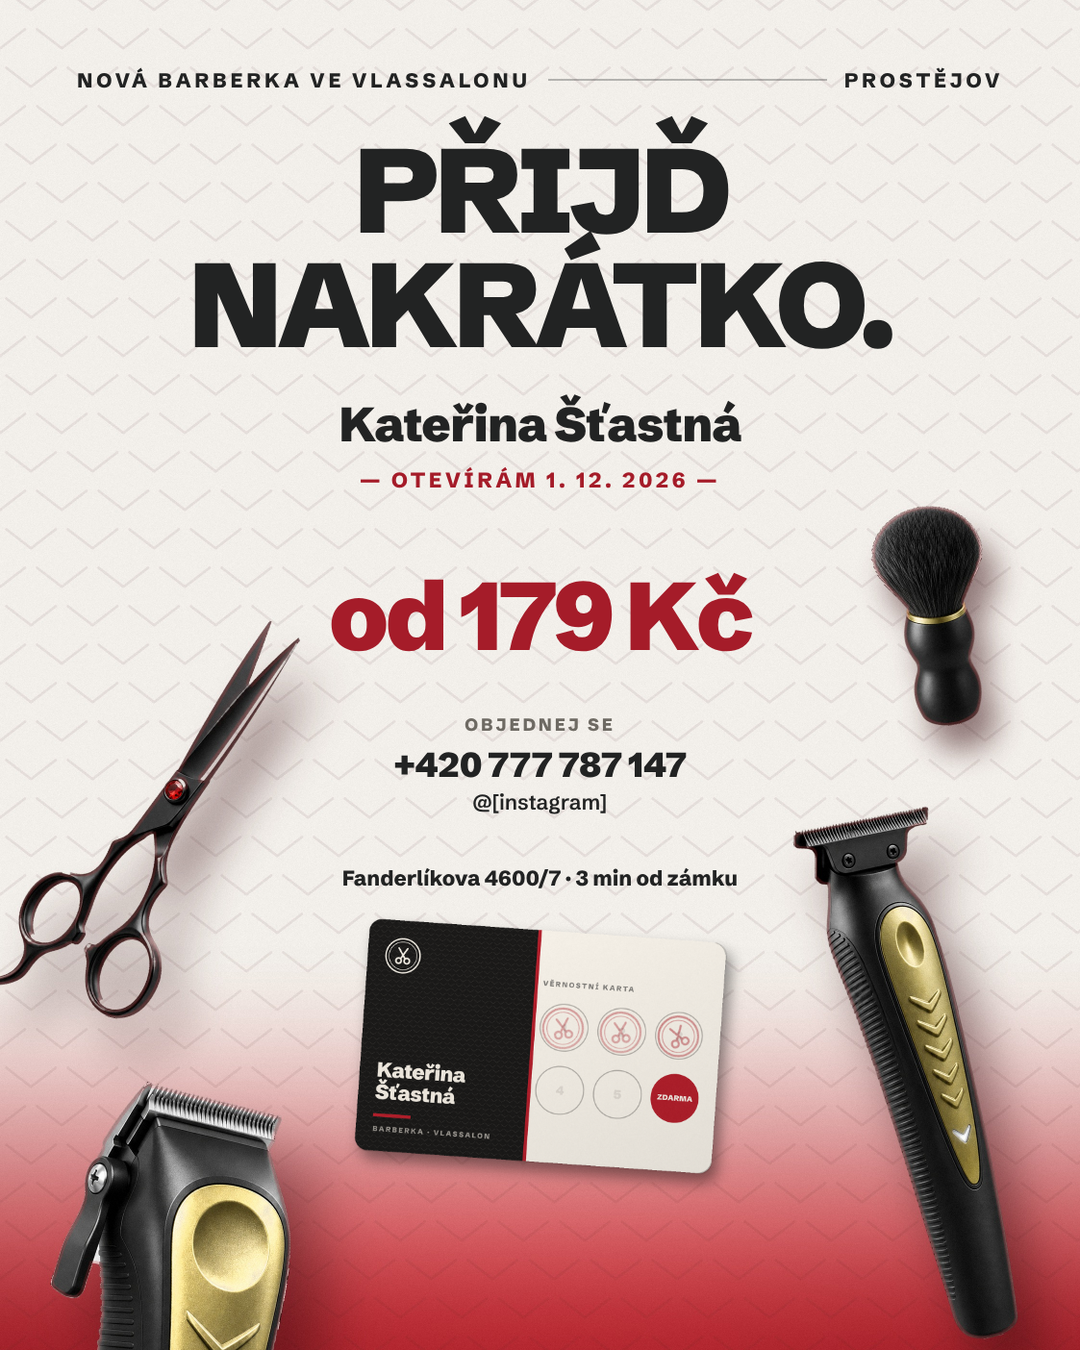 NOVÁ BARBERKA VE VLASSALONU PROSTĚJOV
PŘIJĎ
NAKRÁTKO.
Kateřina Šťastná
— OTEVÍRÁM 1. 12. 2026 —
od 179 Kč
OBJEDNEJ SE
+420 777 787 147
@[instagram]
Fanderlíkova 4600/7 · 3 min od zámku
VĚRNOSTNÍ KARTA
Kateřina
Šťastná
BARBERKA · VLASSALON
4 5 ZDARMA